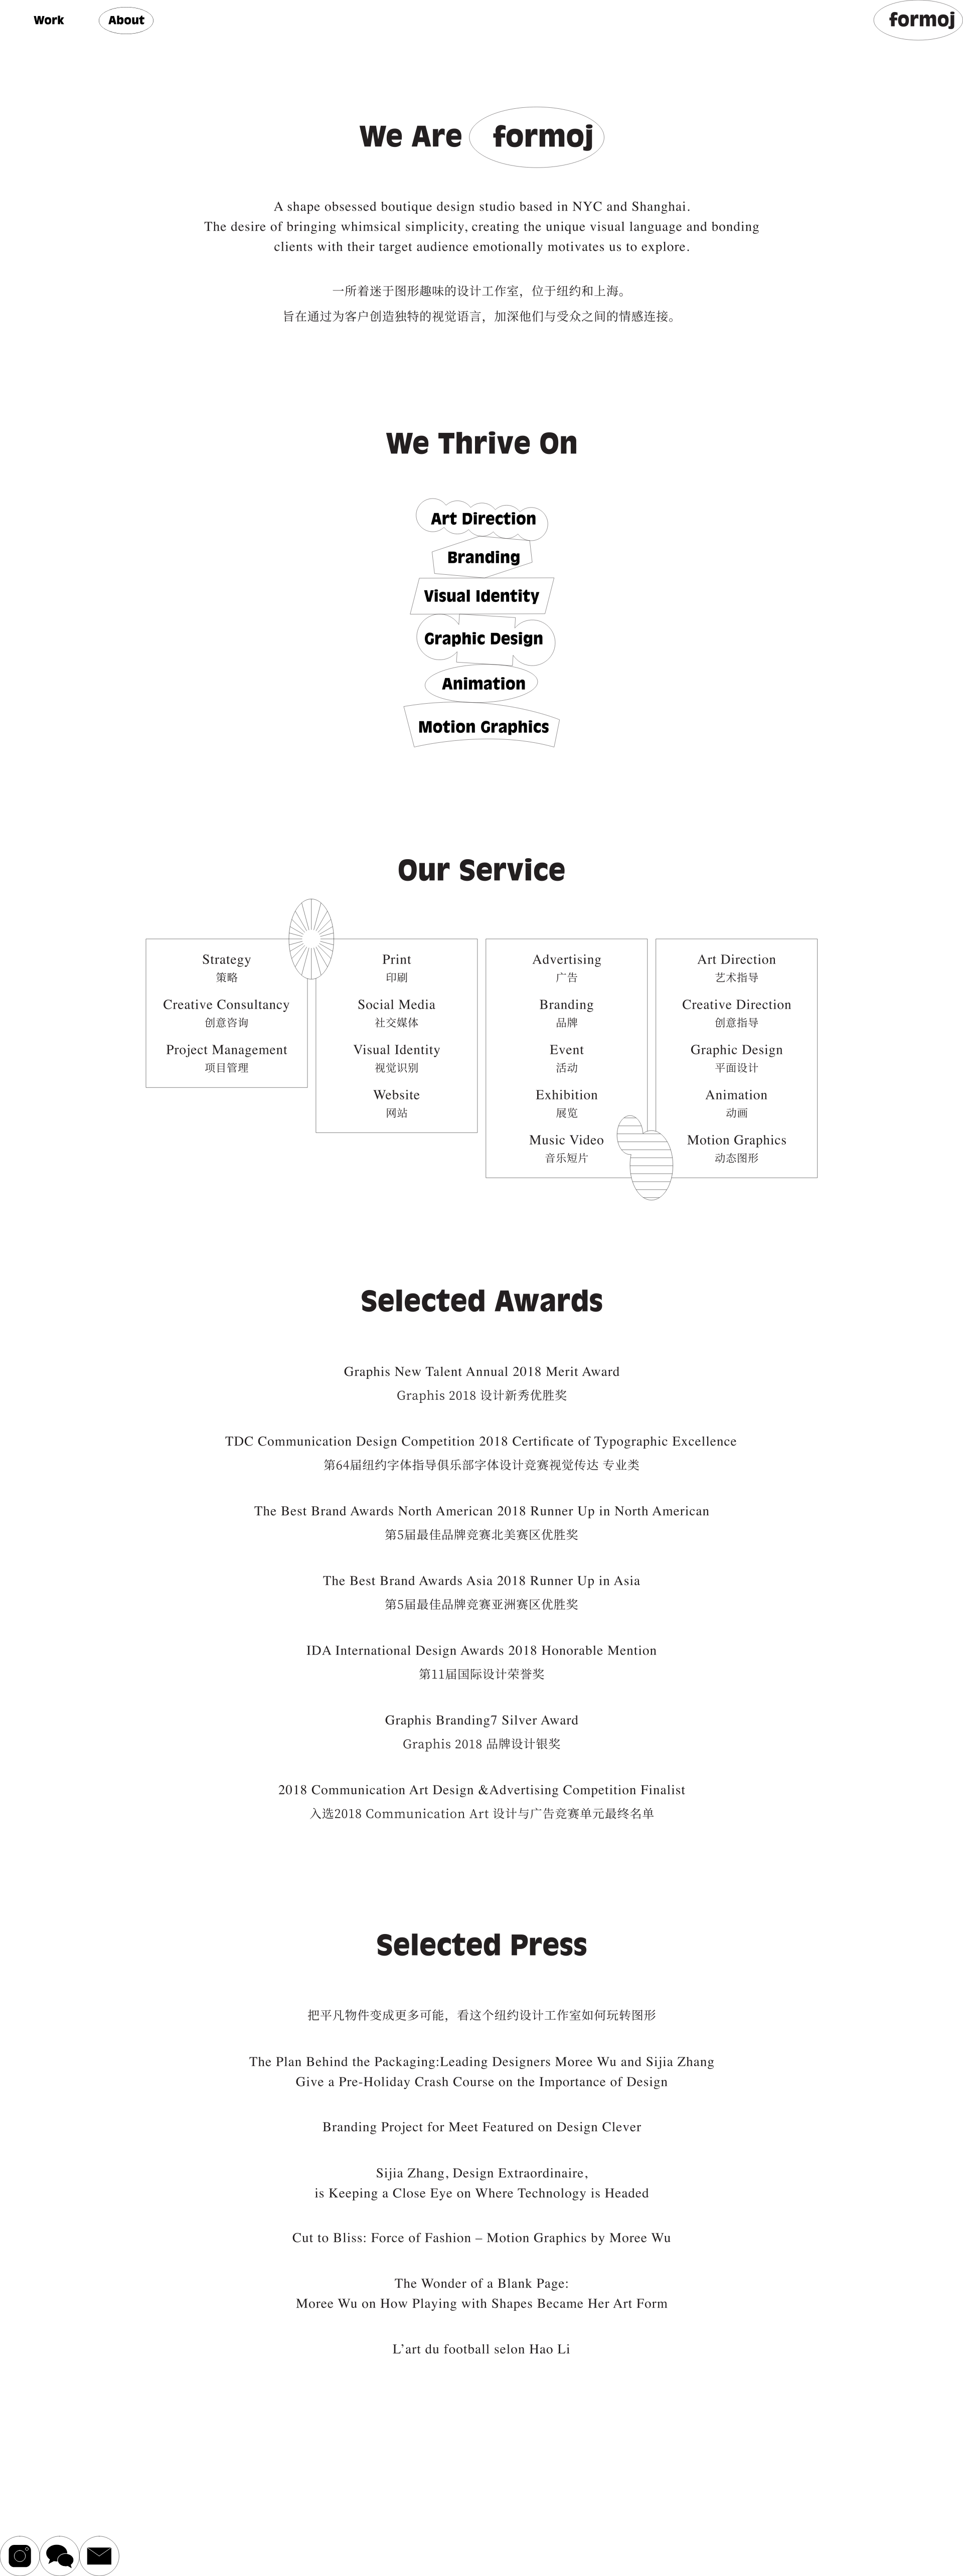 Work
About
formoj
We Are formoj
A shape obsessed boutique design studio based in NYC and Shanghai.
The desire of bringing whimsical simplicity, creating the unique visual language and bonding
clients with their target audience emotionally motivates us to explore.
一所着迷于图形趣味的设计工作室，位于纽约和上海。
旨在通过为客户创造独特的视觉语言，加深他们与受众之间的情感连接。
We Thrive On
Art Direction
Branding
Visual Identity
Graphic Design
Animation
Motion Graphics
Our Service
Strategy
策略
Creative Consultancy
创意咨询
Project Management
项目管理
Print
印刷
Social Media
社交媒体
Visual Identity
视觉识别
Website
网站
Advertising
广告
Branding
品牌
Event
活动
Exhibition
展览
Music Video
音乐短片
Art Direction
艺术指导
Creative Direction
创意指导
Graphic Design
平面设计
Animation
动画
Motion Graphics
动态图形
Selected Awards
Graphis New Talent Annual 2018 Merit Award
Graphis 2018 设计新秀优胜奖
TDC Communication Design Competition 2018 Certificate of Typographic Excellence
第64届纽约字体指导俱乐部字体设计竞赛视觉传达 专业类
The Best Brand Awards North American 2018 Runner Up in North American
第5届最佳品牌竞赛北美赛区优胜奖
The Best Brand Awards Asia 2018 Runner Up in Asia
第5届最佳品牌竞赛亚洲赛区优胜奖
IDA International Design Awards 2018 Honorable Mention
第11届国际设计荣誉奖
Graphis Branding7 Silver Award
Graphis 2018 品牌设计银奖
2018 Communication Art Design &Advertising Competition Finalist
入选2018 Communication Art 设计与广告竞赛单元最终名单
Selected Press
把平凡物件变成更多可能，看这个纽约设计工作室如何玩转图形
The Plan Behind the Packaging:Leading Designers Moree Wu and Sijia Zhang
Give a Pre-Holiday Crash Course on the Importance of Design
Branding Project for Meet Featured on Design Clever
Sijia Zhang, Design Extraordinaire,
is Keeping a Close Eye on Where Technology is Headed
Cut to Bliss: Force of Fashion – Motion Graphics by Moree Wu
The Wonder of a Blank Page:
Moree Wu on How Playing with Shapes Became Her Art Form
L’art du football selon Hao Li